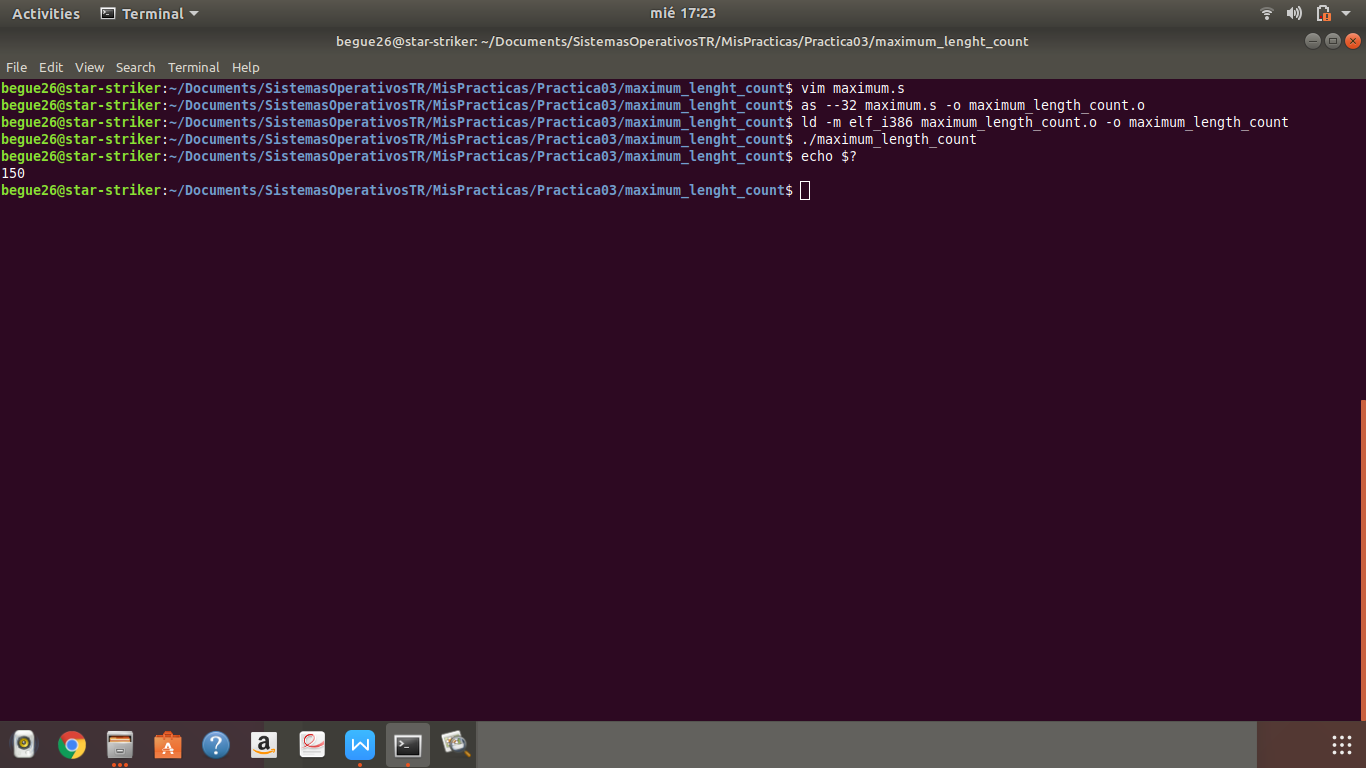 Activities Terminal mié 17:23
begue26@star-striker: ~/Documents/SistemasOperativosTR/MisPracticas/Practica03/maximum_lenght_count
File Edit View Search Terminal Help
begue26@star-striker:~/Documents/SistemasOperativosTR/MisPracticas/Practica03/maximum_lenght_count$ vim maximum.s
begue26@star-striker:~/Documents/SistemasOperativosTR/MisPracticas/Practica03/maximum_lenght_count$ as --32 maximum.s -o maximum_length_count.o
begue26@star-striker:~/Documents/SistemasOperativosTR/MisPracticas/Practica03/maximum_lenght_count$ ld -m elf_i386 maximum_length_count.o -o maximum_length_count
begue26@star-striker:~/Documents/SistemasOperativosTR/MisPracticas/Practica03/maximum_lenght_count$ ./maximum_length_count
begue26@star-striker:~/Documents/SistemasOperativosTR/MisPracticas/Practica03/maximum_lenght_count$ echo $?
150
begue26@star-striker:~/Documents/SistemasOperativosTR/MisPracticas/Practica03/maximum_lenght_count$